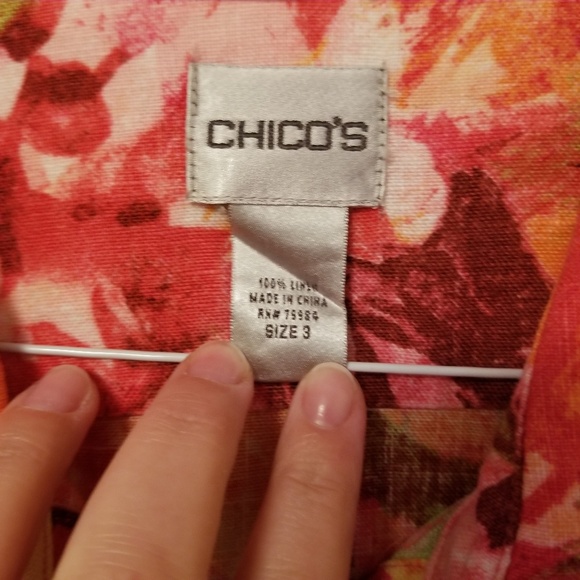 CHICO'S
100% LINEN
MADE IN CHINA
RN# 75984
SIZE 3